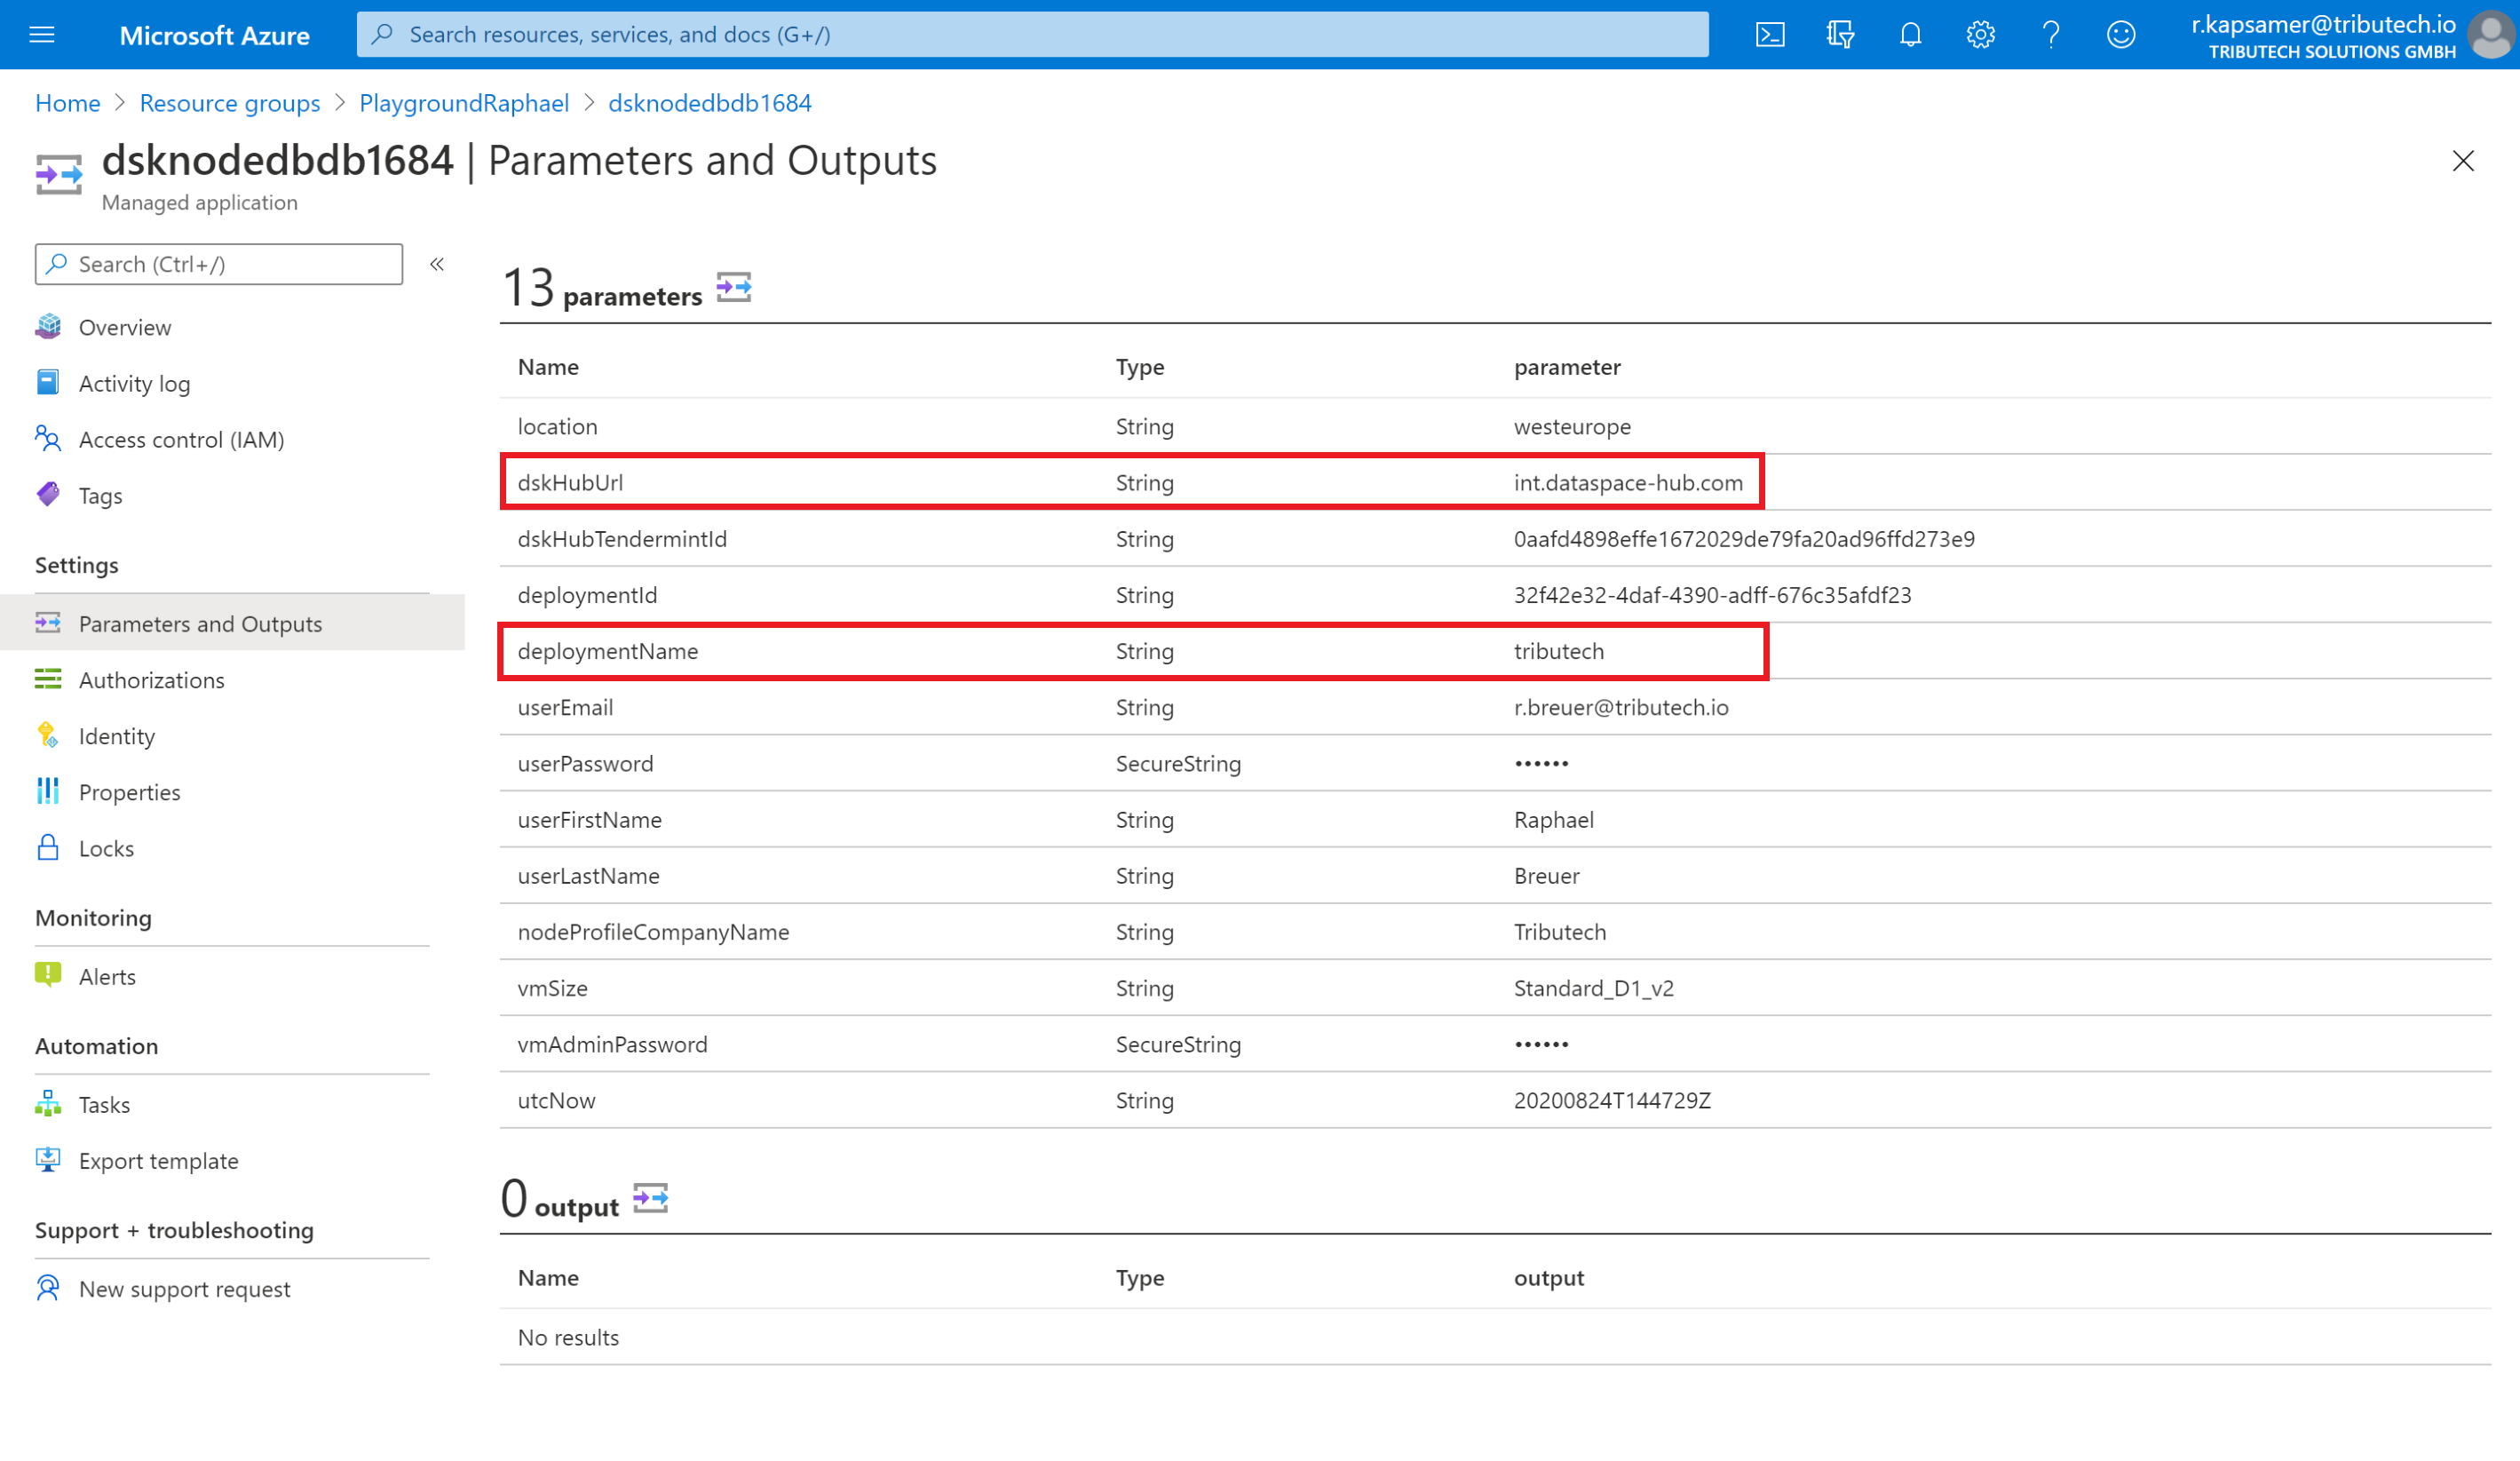 Microsoft Azure
Search resources, services, and docs (G+/)
r.kapsamer@tributech.io
TRIBUTECH SOLUTIONS GMBH
Home > Resource groups > PlaygroundRaphael > dsknodedbdb1684
dsknodedbdb1684 | Parameters and Outputs
Managed application
Search (Ctrl+/)
«
Overview
Activity log
Access control (IAM)
Tags
Settings
Parameters and Outputs
Authorizations
Identity
Properties
Locks
Monitoring
Alerts
Automation
Tasks
Export template
Support + troubleshooting
New support request
13 parameters
Name Type parameter
location String westeurope
dskHubUrl String int.dataspace-hub.com
dskHubTendermintId String 0aafd4898effe1672029de79fa20ad96ffd273e9
deploymentId String 32f42e32-4daf-4390-adff-676c35afdf23
deploymentName String tributech
userEmail String r.breuer@tributech.io
userPassword SecureString ••••••
userFirstName String Raphael
userLastName String Breuer
nodeProfileCompanyName String Tributech
vmSize String Standard_D1_v2
vmAdminPassword SecureString ••••••
utcNow String 20200824T144729Z
0 output
Name Type output
No results